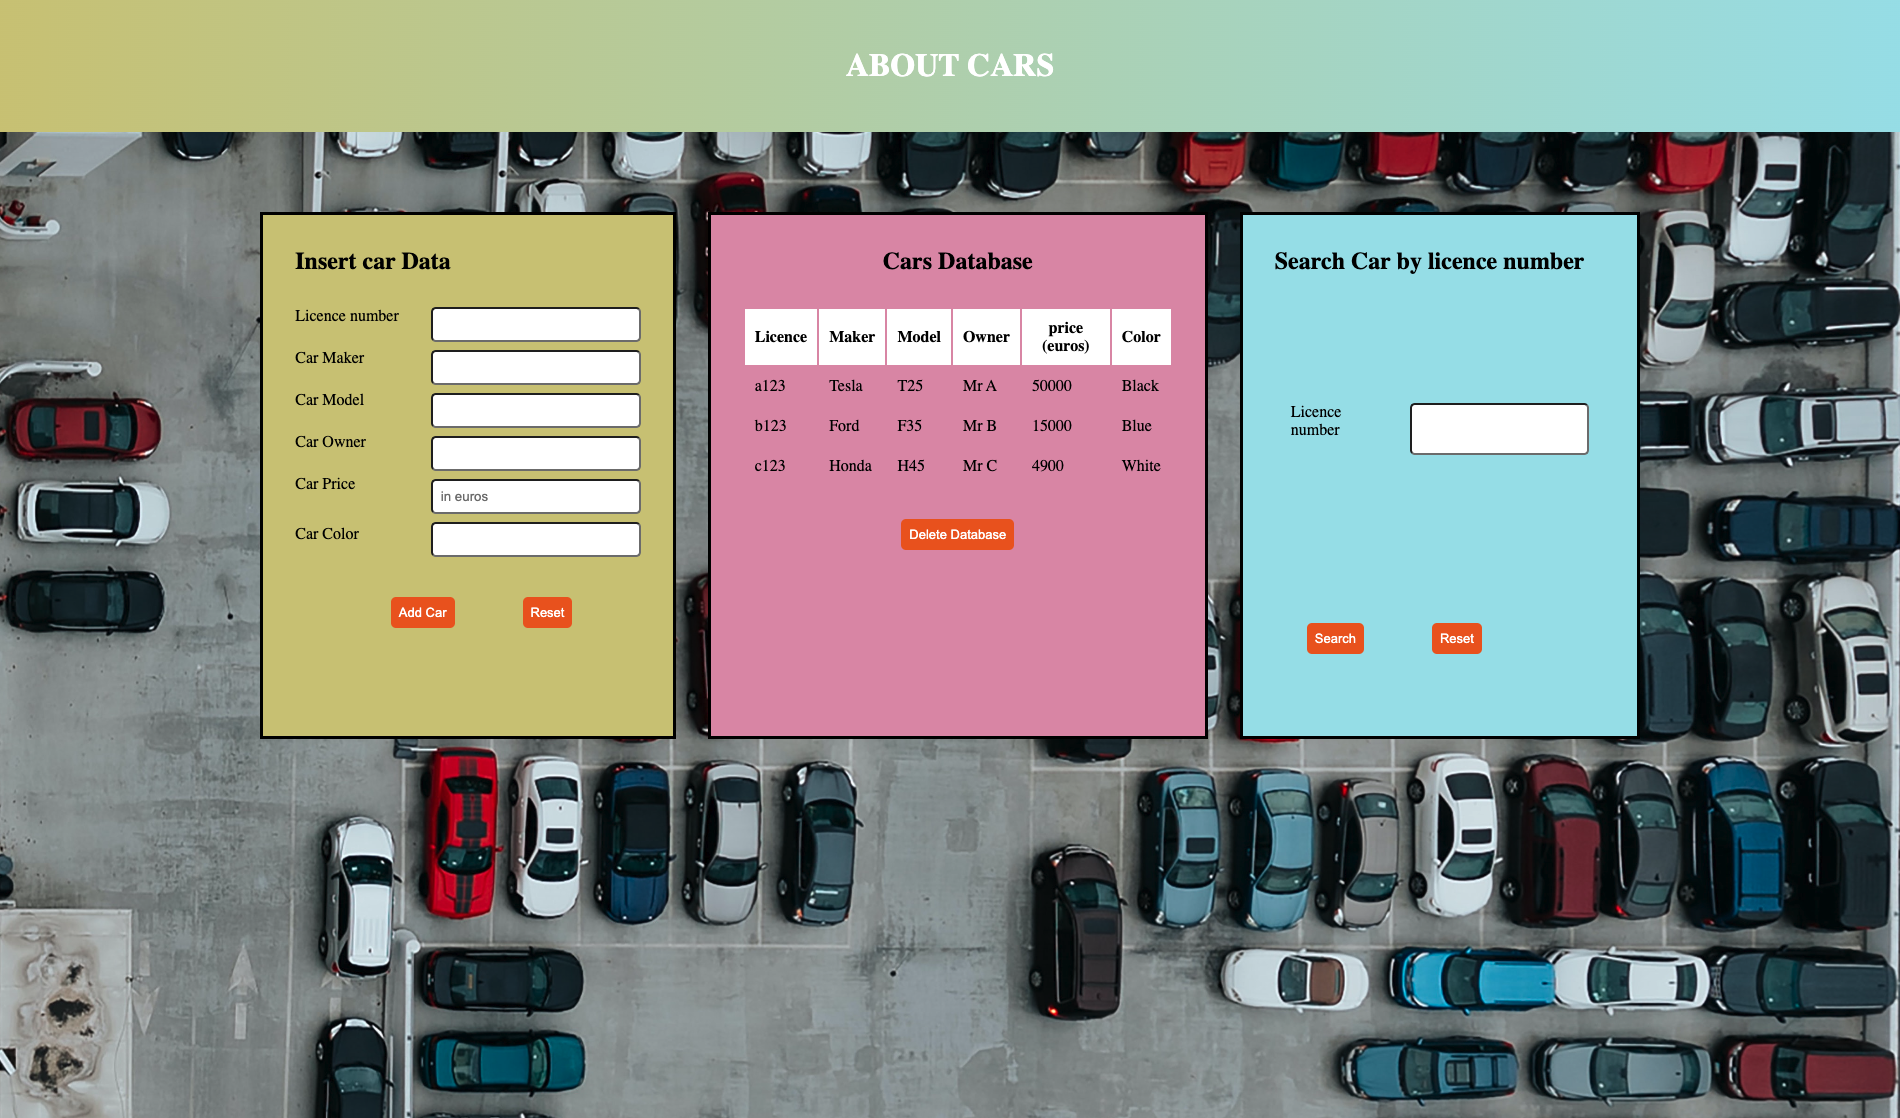 ABOUT CARS
Insert car Data
Licence number
Car Maker
Car Model
Car Owner
Car Price
in euros
Car Color
Add Car
Reset
Cars Database
Licence Maker Model Owner price (euros) Color
a123 Tesla T25 Mr A 50000 Black
b123 Ford F35 Mr B 15000 Blue
c123 Honda H45 Mr C 4900 White
Delete Database
Search Car by licence number
Licence
number
Search
Reset